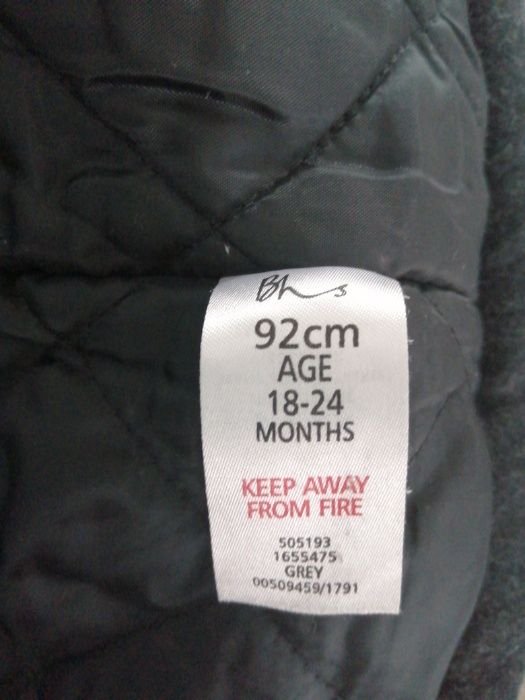 Bhs
92cm
AGE
18-24
MONTHS
KEEP AWAY
FROM FIRE
505193
1655475
GREY
00509459/1791